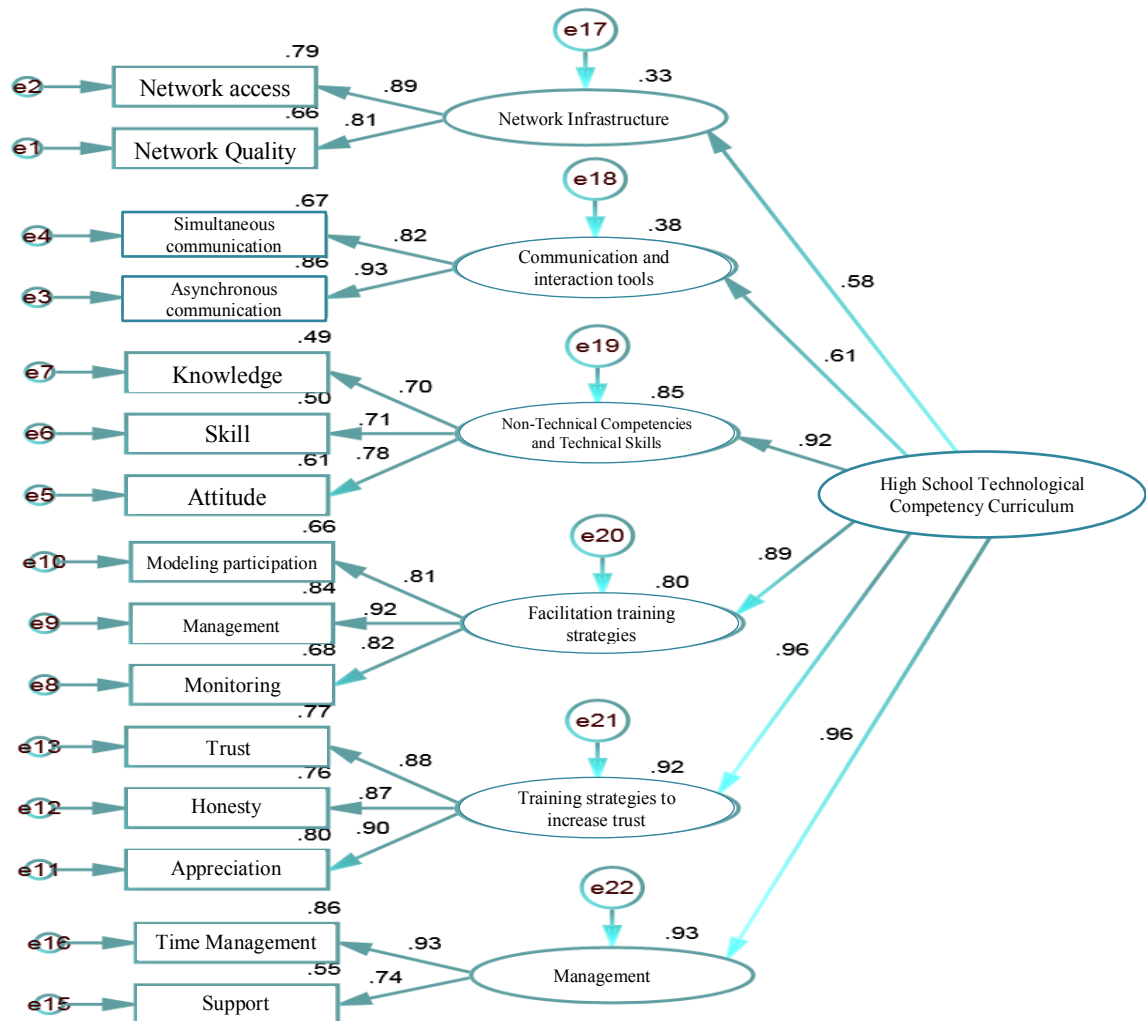 e17
.79
.33
e2
Network access
.89
Network Infrastructure
.66
.81
e1
Network Quality
e18
.67
.38
e4
Simultaneous
communication
.82
Communication and
interaction tools
.86
.93
e3
Asynchronous
communication
.58
.61
e19
.49
.85
e7
Knowledge
.70
Non-Technical Competencies
and Technical Skills
.50
.71
e6
Skill
.92
.61
.78
e5
Attitude
High School Technological
Competency Curriculum
e20
.66
.80
e10
Modeling participation
.81
.89
Facilitation training
strategies
.84
.92
e9
Management
.68
.82
e8
Monitoring
.96
.96
e21
.77
.92
e13
Trust
.88
Training strategies to
increase trust
.76
.87
e12
Honesty
.80
.90
e11
Appreciation
e22
.86
.93
e16
Time Management
.93
Management
.55
.74
e15
Support